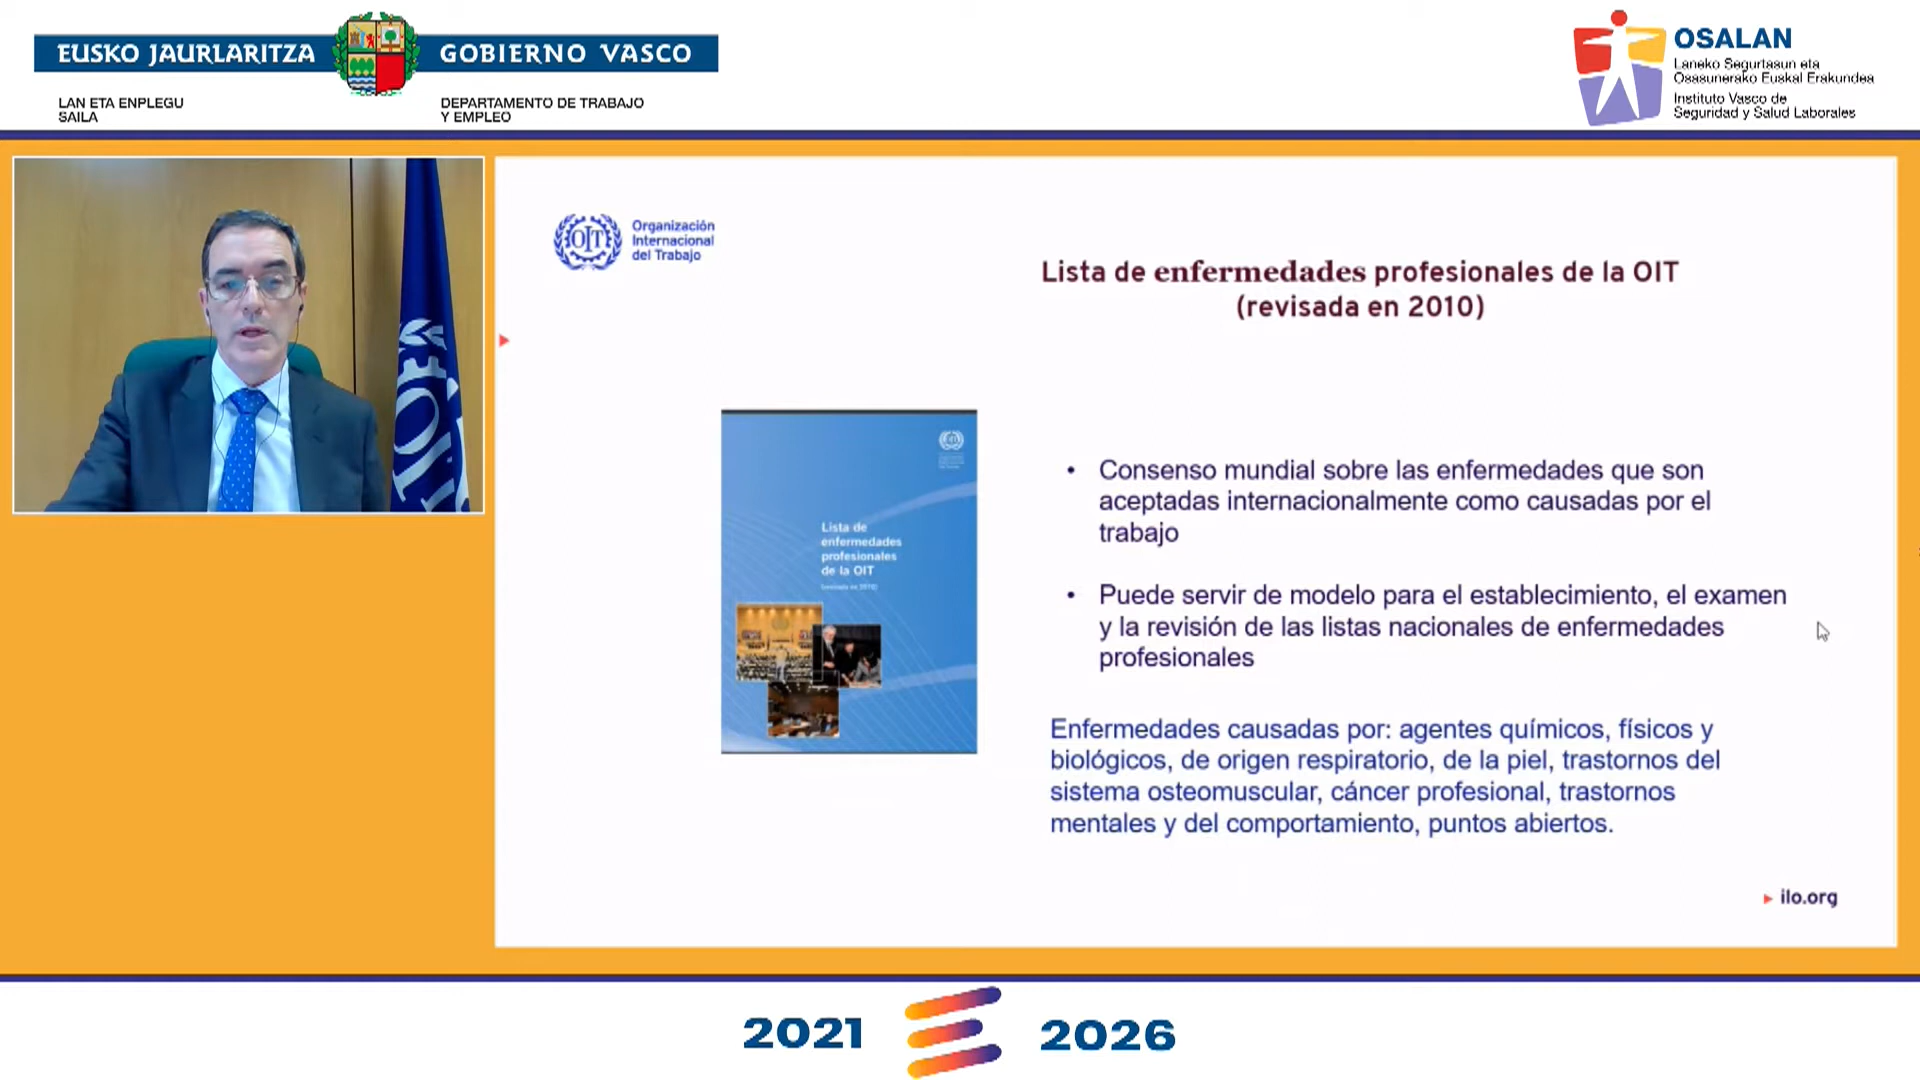 EUSKO JAURLARITZA
GOBIERNO VASCO
LAN ETA ENPLEGU
SAILA
DEPARTAMENTO DE TRABAJO
Y EMPLEO
OSALAN
Laneko Segurtasun eta
Osasunerako Euskal Erakundea
Instituto Vasco de
Seguridad y Salud Laborales
OIT
Organización
Internacional
del Trabajo
Lista de enfermedades profesionales de la OIT
(revisada en 2010)
Lista de
enfermedades
profesionales
de la OIT
(revisada en 2010)
• Consenso mundial sobre las enfermedades que son
aceptadas internacionalmente como causadas por el
trabajo
• Puede servir de modelo para el establecimiento, el examen
y la revisión de las listas nacionales de enfermedades
profesionales
Enfermedades causadas por: agentes químicos, físicos y
biológicos, de origen respiratorio, de la piel, trastornos del
sistema osteomuscular, cáncer profesional, trastornos
mentales y del comportamiento, puntos abiertos.
ilo.org
2021
2026